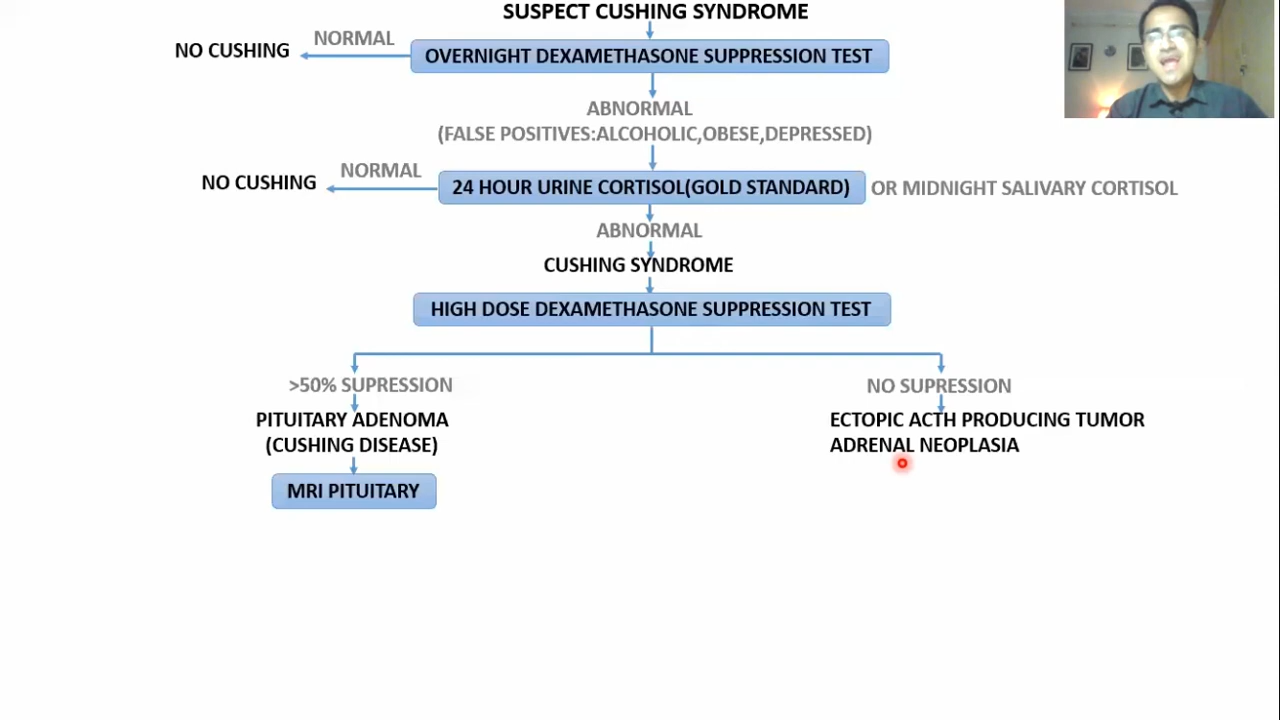 SUSPECT CUSHING SYNDROME
NO CUSHING
NORMAL
OVERNIGHT DEXAMETHASONE SUPPRESSION TEST
ABNORMAL
(FALSE POSITIVES:ALCOHOLIC,OBESE,DEPRESSED)
NO CUSHING
NORMAL
24 HOUR URINE CORTISOL(GOLD STANDARD)
OR MIDNIGHT SALIVARY CORTISOL
ABNORMAL
CUSHING SYNDROME
HIGH DOSE DEXAMETHASONE SUPPRESSION TEST
>50% SUPRESSION
NO SUPRESSION
PITUITARY ADENOMA
(CUSHING DISEASE)
ECTOPIC ACTH PRODUCING TUMOR
ADRENAL NEOPLASIA
MRI PITUITARY